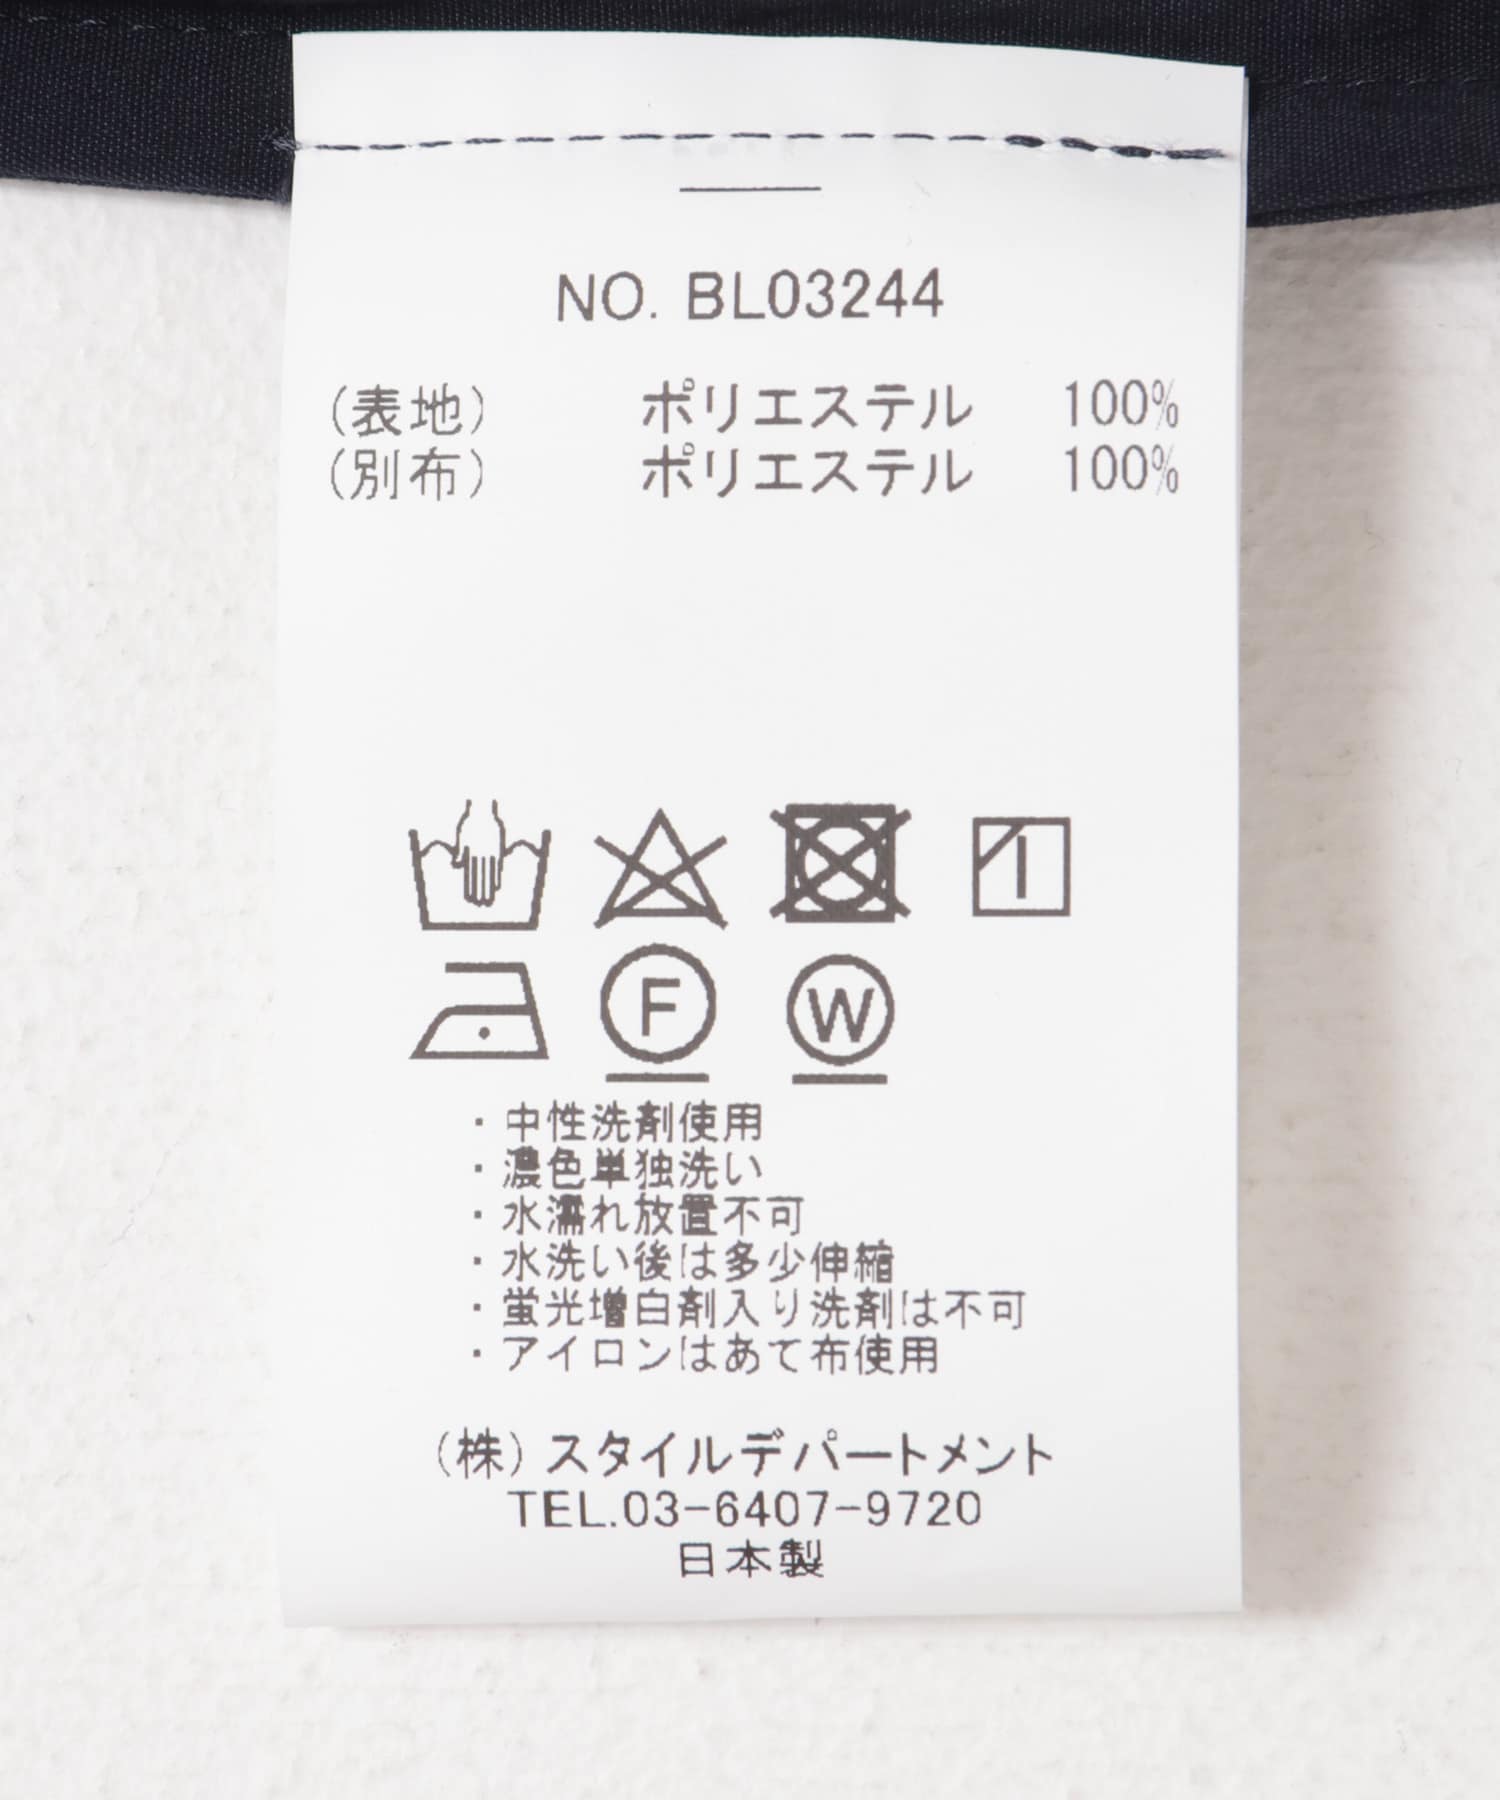 NO. BL03244
(表地) ポリエステル 100%
(別布) ポリエステル 100%
F W
・中性洗剤使用
・濃色単独洗い
・水濡れ放置不可
・水洗い後は多少伸縮
・蛍光増白剤入り洗剤は不可
・アイロンはあて布使用
(株) スタイルデパートメント
TEL.03-6407-9720
日本製